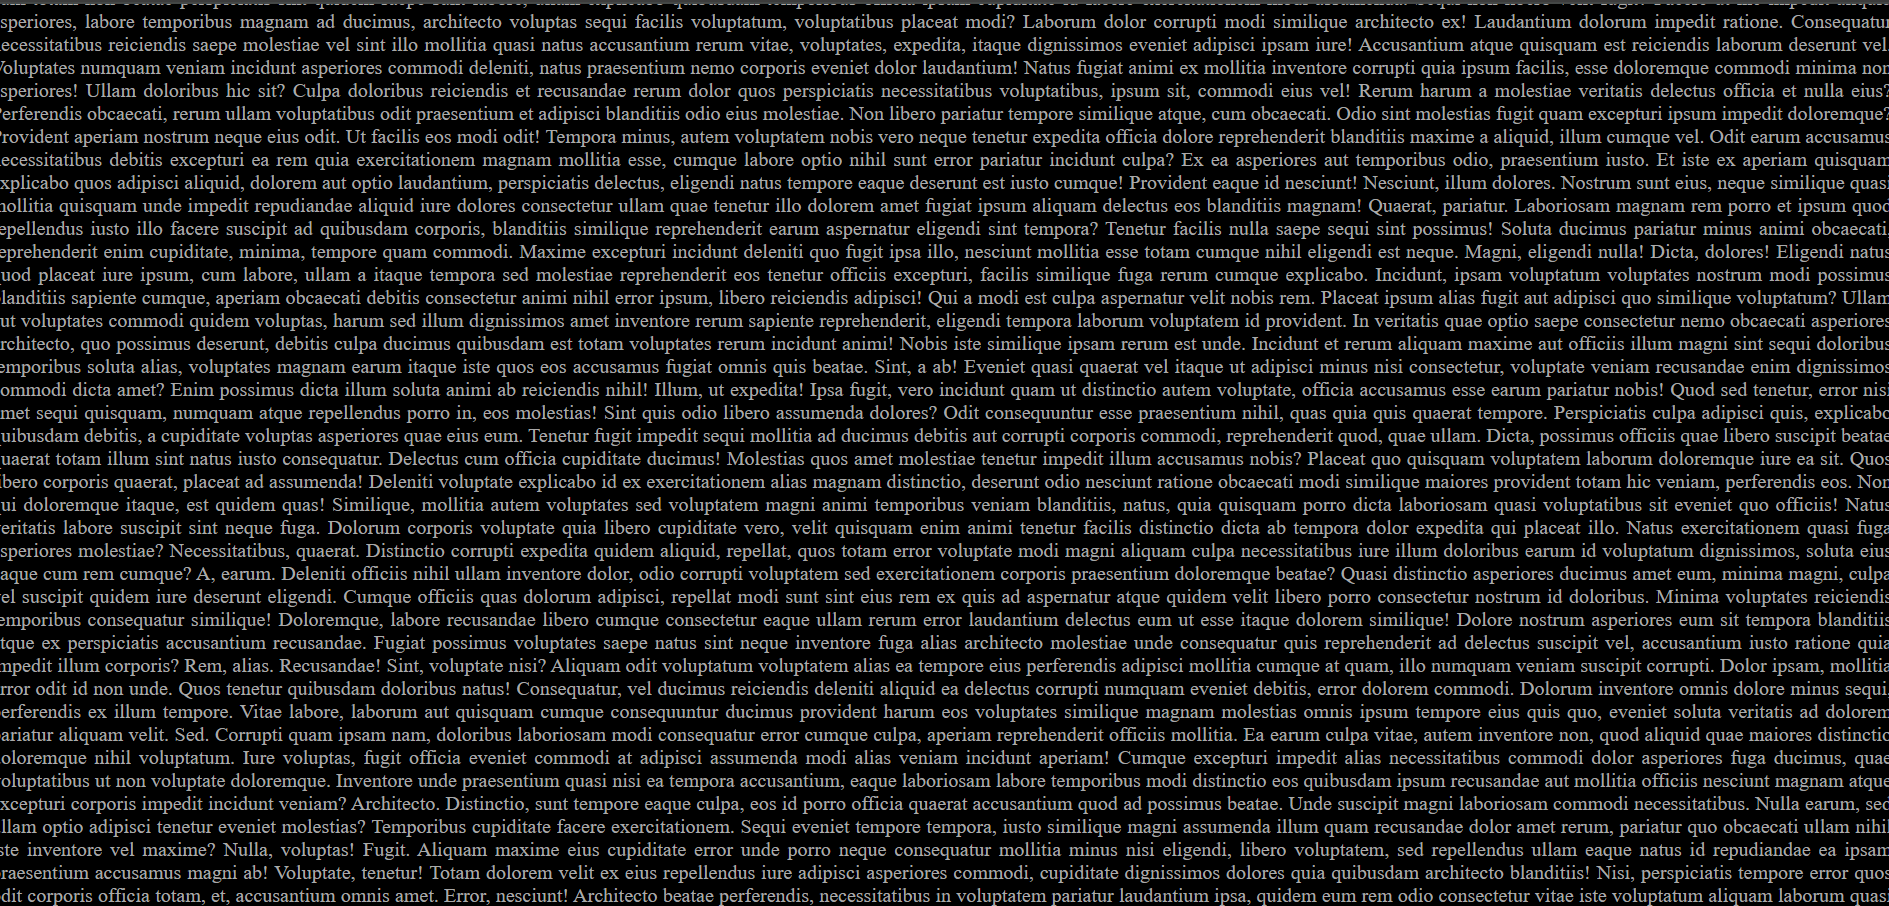 speriores, labore temporibus magnam ad ducimus, architecto voluptas sequi facilis voluptatum, voluptatibus placeat modi? Laborum dolor corrupti modi similique architecto ex! Laudantium dolorum impedit ratione. Consequatur
ecessitatibus reiciendis saepe molestiae vel sint illo mollitia quasi natus accusantium rerum vitae, voluptates, expedita, itaque dignissimos eveniet adipisci ipsam iure! Accusantium atque quisquam est reiciendis laborum deserunt vel.
Voluptates numquam veniam incidunt asperiores commodi deleniti, natus praesentium nemo corporis eveniet dolor laudantium! Natus fugiat animi ex mollitia inventore corrupti quia ipsum facilis, esse doloremque commodi minima non
speriores! Ullam doloribus hic sit? Culpa doloribus reiciendis et recusandae rerum dolor quos perspiciatis necessitatibus voluptatibus, ipsum sit, commodi eius vel! Rerum harum a molestiae veritatis delectus officia et nulla eius?
Perferendis obcaecati, rerum ullam voluptatibus odit praesentium et adipisci blanditiis odio eius molestiae. Non libero pariatur tempore similique atque, cum obcaecati. Odio sint molestias fugit quam excepturi ipsum impedit doloremque?
Provident aperiam nostrum neque eius odit. Ut facilis eos modi odit! Tempora minus, autem voluptatem nobis vero neque tenetur expedita officia dolore reprehenderit blanditiis maxime a aliquid, illum cumque vel. Odit earum accusamus
ecessitatibus debitis excepturi ea rem quia exercitationem magnam mollitia esse, cumque labore optio nihil sunt error pariatur incidunt culpa? Ex ea asperiores aut temporibus odio, praesentium iusto. Et iste ex aperiam quisquam
xplicabo quos adipisci aliquid, dolorem aut optio laudantium, perspiciatis delectus, eligendi natus tempore eaque deserunt est iusto cumque! Provident eaque id nesciunt! Nesciunt, illum dolores. Nostrum sunt eius, neque similique quasi
mollitia quisquam unde impedit repudiandae aliquid iure dolores consectetur ullam quae tenetur illo dolorem amet fugiat ipsum aliquam delectus eos blanditiis magnam! Quaerat, pariatur. Laboriosam magnam rem porro et ipsum quod
epellendus iusto illo facere suscipit ad quibusdam corporis, blanditiis similique reprehenderit earum aspernatur eligendi sint tempora? Tenetur facilis nulla saepe sequi sint possimus! Soluta ducimus pariatur minus animi obcaecati,
eprehenderit enim cupiditate, minima, tempore quam commodi. Maxime excepturi incidunt deleniti quo fugit ipsa illo, nesciunt mollitia esse totam cumque nihil eligendi est neque. Magni, eligendi nulla! Dicta, dolores! Eligendi natus
quod placeat iure ipsum, cum labore, ullam a itaque tempora sed molestiae reprehenderit eos tenetur officiis excepturi, facilis similique fuga rerum cumque explicabo. Incidunt, ipsam voluptatum voluptates nostrum modi possimus
landitiis sapiente cumque, aperiam obcaecati debitis consectetur animi nihil error ipsum, libero reiciendis adipisci! Qui a modi est culpa aspernatur velit nobis rem. Placeat ipsum alias fugit aut adipisci quo similique voluptatum? Ullam
ut voluptates commodi quidem voluptas, harum sed illum dignissimos amet inventore rerum sapiente reprehenderit, eligendi tempora laborum voluptatem id provident. In veritatis quae optio saepe consectetur nemo obcaecati asperiores
rchitecto, quo possimus deserunt, debitis culpa ducimus quibusdam est totam voluptates rerum incidunt animi! Nobis iste similique ipsam rerum est unde. Incidunt et rerum aliquam maxime aut officiis illum magni sint sequi doloribus
emporibus soluta alias, voluptates magnam earum itaque iste quos eos accusamus fugiat omnis quis beatae. Sint, a ab! Eveniet quasi quaerat vel itaque ut adipisci minus nisi consectetur, voluptate veniam recusandae enim dignissimos
ommodi dicta amet? Enim possimus dicta illum soluta animi ab reiciendis nihil! Illum, ut expedita! Ipsa fugit, vero incidunt quam ut distinctio autem voluptate, officia accusamus esse earum pariatur nobis! Quod sed tenetur, error nisi
met sequi quisquam, numquam atque repellendus porro in, eos molestias! Sint quis odio libero assumenda dolores? Odit consequuntur esse praesentium nihil, quas quia quis quaerat tempore. Perspiciatis culpa adipisci quis, explicabo
uibusdam debitis, a cupiditate voluptas asperiores quae eius eum. Tenetur fugit impedit sequi mollitia ad ducimus debitis aut corrupti corporis commodi, reprehenderit quod, quae ullam. Dicta, possimus officiis quae libero suscipit beatae
uaerat totam illum sint natus iusto consequatur. Delectus cum officia cupiditate ducimus! Molestias quos amet molestiae tenetur impedit illum accusamus nobis? Placeat quo quisquam voluptatem laborum doloremque iure ea sit. Quos
ibero corporis quaerat, placeat ad assumenda! Deleniti voluptate explicabo id ex exercitationem alias magnam distinctio, deserunt odio nesciunt ratione obcaecati modi similique maiores provident totam hic veniam, perferendis eos. Non
qui doloremque itaque, est quidem quas! Similique, mollitia autem voluptates sed voluptatem magni animi temporibus veniam blanditiis, natus, quia quisquam porro dicta laboriosam quasi voluptatibus sit eveniet quo officiis! Natus
veritatis labore suscipit sint neque fuga. Dolorum corporis voluptate quia libero cupiditate vero, velit quisquam enim animi tenetur facilis distinctio dicta ab tempora dolor expedita qui placeat illo. Natus exercitationem quasi fuga
speriores molestiae? Necessitatibus, quaerat. Distinctio corrupti expedita quidem aliquid, repellat, quos totam error voluptate modi magni aliquam culpa necessitatibus iure illum doloribus earum id voluptatum dignissimos, soluta eius
aque cum rem cumque? A, earum. Deleniti officiis nihil ullam inventore dolor, odio corrupti voluptatem sed exercitationem corporis praesentium doloremque beatae? Quasi distinctio asperiores ducimus amet eum, minima magni, culpa
vel suscipit quidem iure deserunt eligendi. Cumque officiis quas dolorum adipisci, repellat modi sunt sint eius rem ex quis ad aspernatur atque quidem velit libero porro consectetur nostrum id doloribus. Minima voluptates reiciendis
emporibus consequatur similique! Doloremque, labore recusandae libero cumque consectetur eaque ullam rerum error laudantium delectus eum ut esse itaque dolorem similique! Dolore nostrum asperiores eum sit tempora blanditiis
tque ex perspiciatis accusantium recusandae. Fugiat possimus voluptates saepe natus sint neque inventore fuga alias architecto molestiae unde consequatur quis reprehenderit ad delectus suscipit vel, accusantium iusto ratione quia
mpedit illum corporis? Rem, alias. Recusandae! Sint, voluptate nisi? Aliquam odit voluptatum voluptatem alias ea tempore eius perferendis adipisci mollitia cumque at quam, illo numquam veniam suscipit corrupti. Dolor ipsam, mollitia
rror odit id non unde. Quos tenetur quibusdam doloribus natus! Consequatur, vel ducimus reiciendis deleniti aliquid ea delectus corrupti numquam eveniet debitis, error dolorem commodi. Dolorum inventore omnis dolore minus sequi,
perferendis ex illum tempore. Vitae labore, laborum aut quisquam cumque consequuntur ducimus provident harum eos voluptates similique magnam molestias omnis ipsum tempore eius quis quo, eveniet soluta veritatis ad dolorem
pariatur aliquam velit. Sed. Corrupti quam ipsam nam, doloribus laboriosam modi consequatur error cumque culpa, aperiam reprehenderit officiis mollitia. Ea earum culpa vitae, autem inventore non, quod aliquid quae maiores distinctio
oloremque nihil voluptatum. Iure voluptas, fugit officia eveniet commodi at adipisci assumenda modi alias veniam incidunt aperiam! Cumque excepturi impedit alias necessitatibus commodi dolor asperiores fuga ducimus, quae
voluptatibus ut non voluptate doloremque. Inventore unde praesentium quasi nisi ea tempora accusantium, eaque laboriosam labore temporibus modi distinctio eos quibusdam ipsum recusandae aut mollitia officiis nesciunt magnam atque
xcepturi corporis impedit incidunt veniam? Architecto. Distinctio, sunt tempore eaque culpa, eos id porro officia quaerat accusantium quod ad possimus beatae. Unde suscipit magni laboriosam commodi necessitatibus. Nulla earum, sed
llam optio adipisci tenetur eveniet molestias? Temporibus cupiditate facere exercitationem. Sequi eveniet tempore tempora, iusto similique magni assumenda illum quam recusandae dolor amet rerum, pariatur quo obcaecati ullam nihil
ste inventore vel maxime? Nulla, voluptas! Fugit. Aliquam maxime eius cupiditate error unde porro neque consequatur mollitia minus nisi eligendi, libero voluptatem, sed repellendus ullam eaque natus id repudiandae ea ipsam
praesentium accusamus magni ab! Voluptate, tenetur! Totam dolorem velit ex eius repellendus iure adipisci asperiores commodi, cupiditate dignissimos dolores quia quibusdam architecto blanditiis! Nisi, perspiciatis tempore error quos
odit corporis officia totam, et, accusantium omnis amet. Error, nesciunt! Architecto beatae perferendis, necessitatibus in voluptatem pariatur laudantium ipsa, quidem eum rem odio consectetur vitae iste voluptatum aliquam laborum quasi